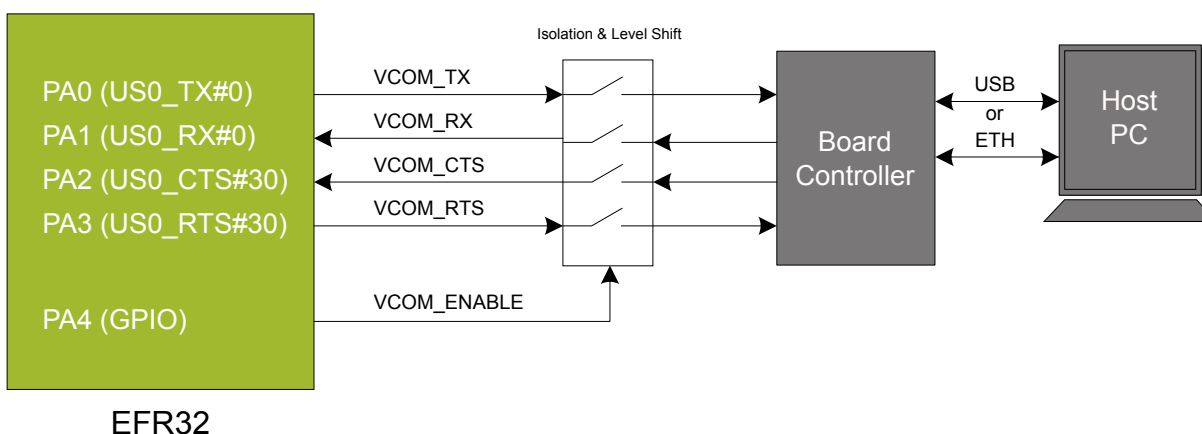 Isolation & Level Shift
PA0 (US0_TX#0)
VCOM_TX
PA1 (US0_RX#0)
VCOM_RX
PA2 (US0_CTS#30)
VCOM_CTS
PA3 (US0_RTS#30)
VCOM_RTS
PA4 (GPIO)
VCOM_ENABLE
Board
Controller
USB
or
ETH
Host
PC
EFR32